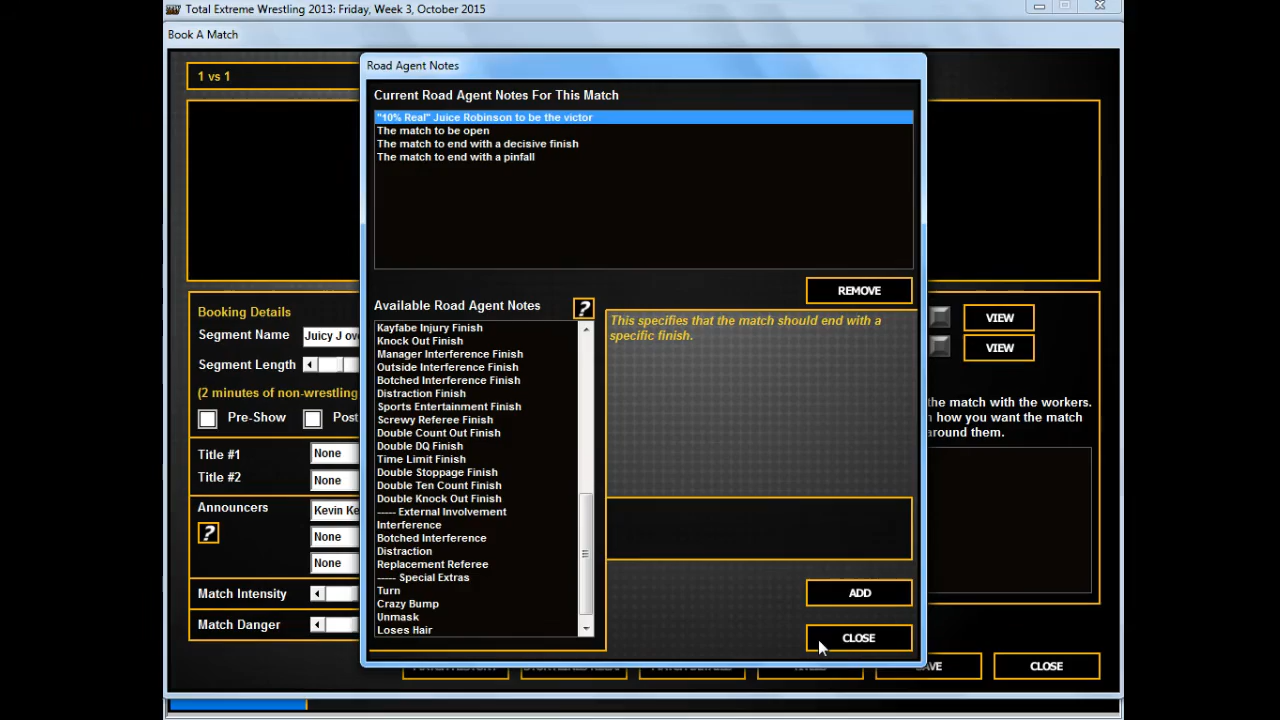 Total Extreme Wrestling 2013: Friday, Week 3, October 2015
Book A Match
Road Agent Notes
1 vs 1
Current Road Agent Notes For This Match
"10% Real" Juice Robinson to be the victor
The match to be open
The match to end with a decisive finish
The match to end with a pinfall
REMOVE
Booking Details
Segment Name
Juicy J ov
Segment Length
(2 minutes of non-wrestling
Pre-Show
Post
Title #1
None
Title #2
None
Announcers
Kevin Ke
?
None
None
Match Intensity
Match Danger
Available Road Agent Notes
?
Kayfabe Injury Finish
Knock Out Finish
Manager Interference Finish
Outside Interference Finish
Botched Interference Finish
Distraction Finish
Sports Entertainment Finish
Screwy Referee Finish
Double Count Out Finish
Double DQ Finish
Time Limit Finish
Double Stoppage Finish
Double Ten Count Finish
Double Knock Out Finish
----- External Involvement
Interference
Botched Interference
Distraction
Replacement Referee
----- Special Extras
Turn
Crazy Bump
Unmask
Loses Hair
This specifies that the match should end with a
specific finish.
ADD
CLOSE
VIEW
VIEW
the match with the workers.
how you want the match
around them.
CLOSE